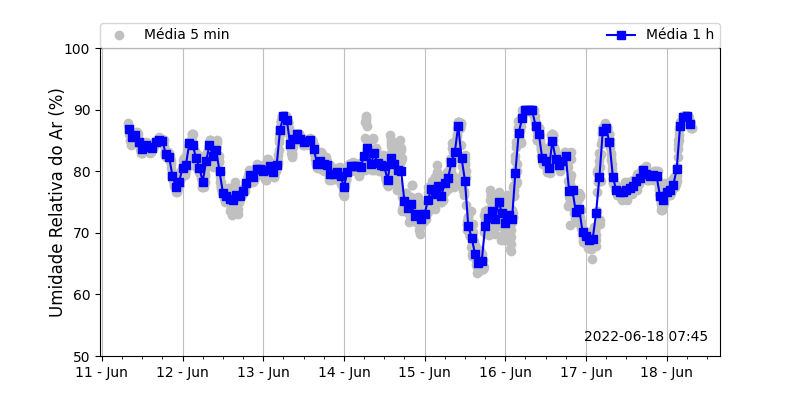 Média 5 min
Média 1 h
Umidade Relativa do Ar (%)
100
90
80
70
60
50
2022-06-18 07:45
11 - Jun
12 - Jun
13 - Jun
14 - Jun
15 - Jun
16 - Jun
17 - Jun
18 - Jun